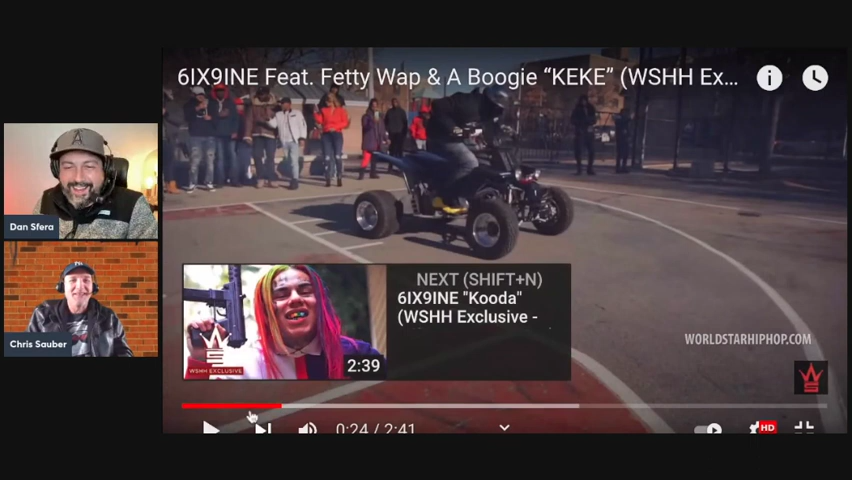 6IX9INE Feat. Fetty Wap & A Boogie “KEKE” (WSHH Ex...
Dan Sfera
Chris Sauber
NEXT (SHIFT+N)
6IX9INE "Kooda"
(WSHH Exclusive -
WSHH EXCLUSIVE
2:39
WORLDSTARHIPHOP.COM
0:24 / 2:41
HD